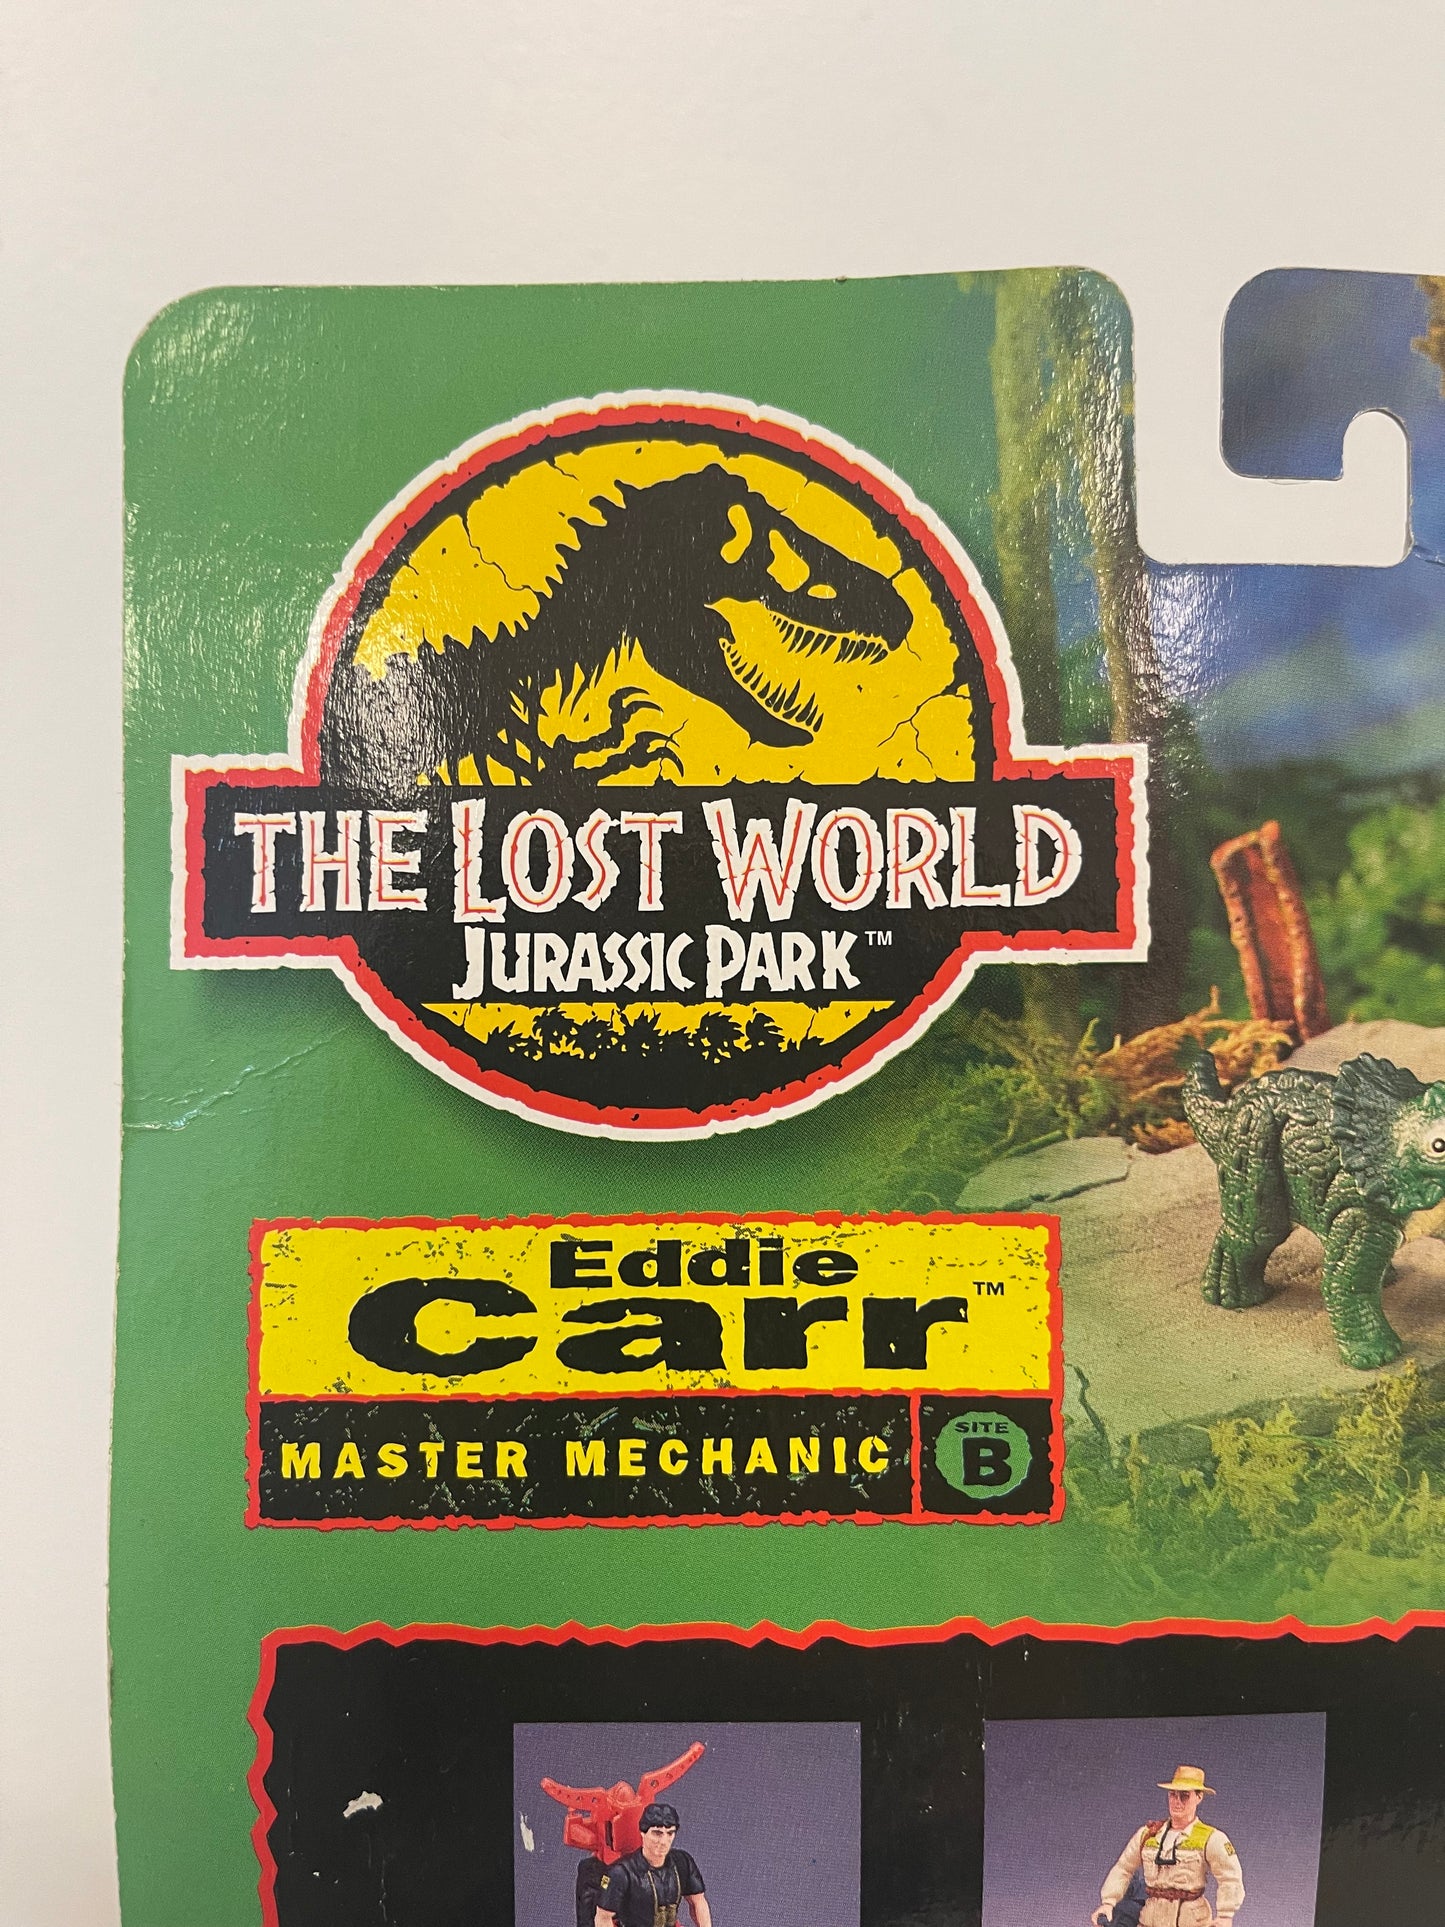 THE LOST WORLD
JURASSIC PARK™
Eddie
Carr™
MASTER MECHANIC
SITE
B